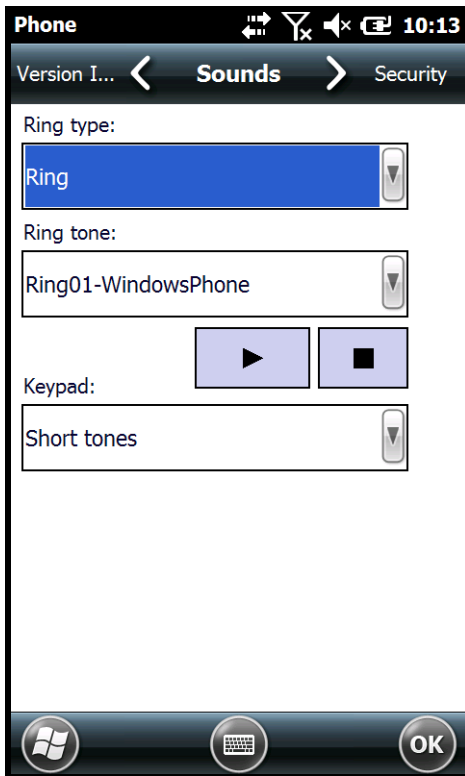 Phone 10:13
Version I... Sounds Security
Ring type:
Ring
Ring tone:
Ring01-WindowsPhone
Keypad:
Short tones
OK